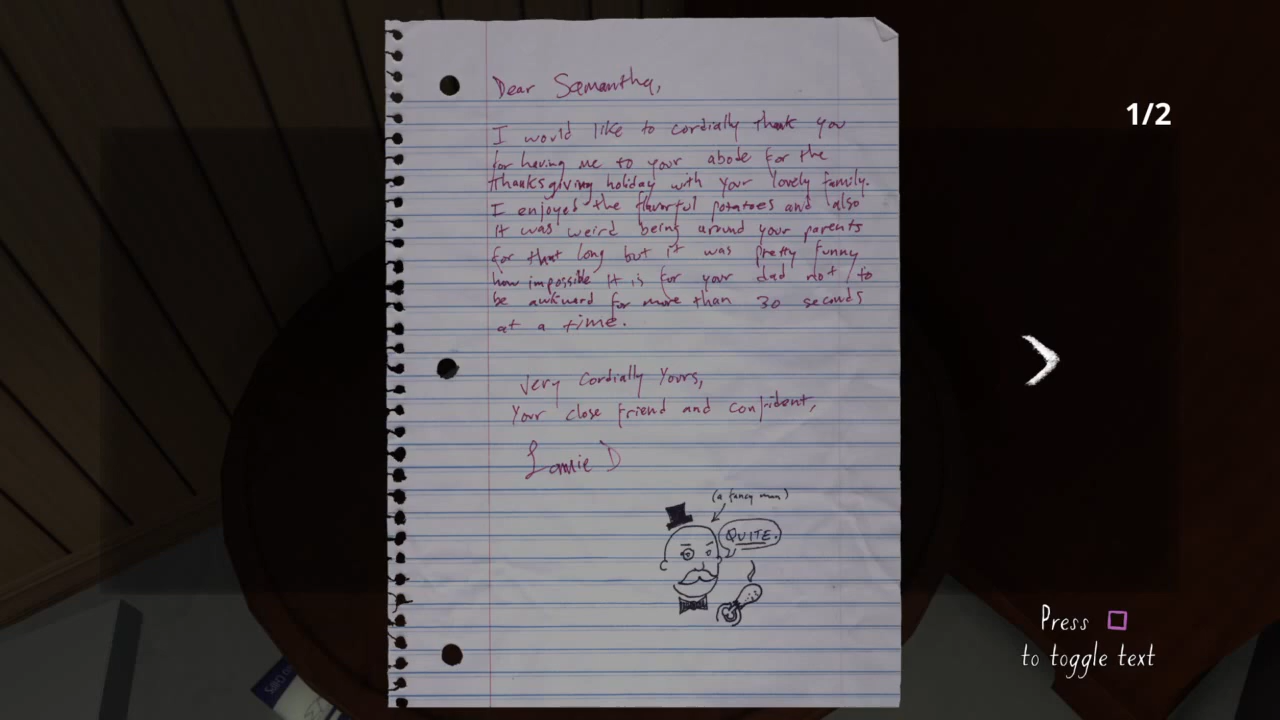 Dear Samantha,
I would like to cordially thank you
for having me to your abode for the
thanksgiving holiday with your lovely family.
I enjoyed the flavorful potatoes and also
it was weird being around your parents
for that long but it was pretty funny
how impossible it is for your dad not to
be awkward for more than 30 seconds
at a time.
Very Cordially Yours,
Your close friend and confident,
Lonnie D
(a fancy man)
QUITE.
1/2
Press
to toggle text